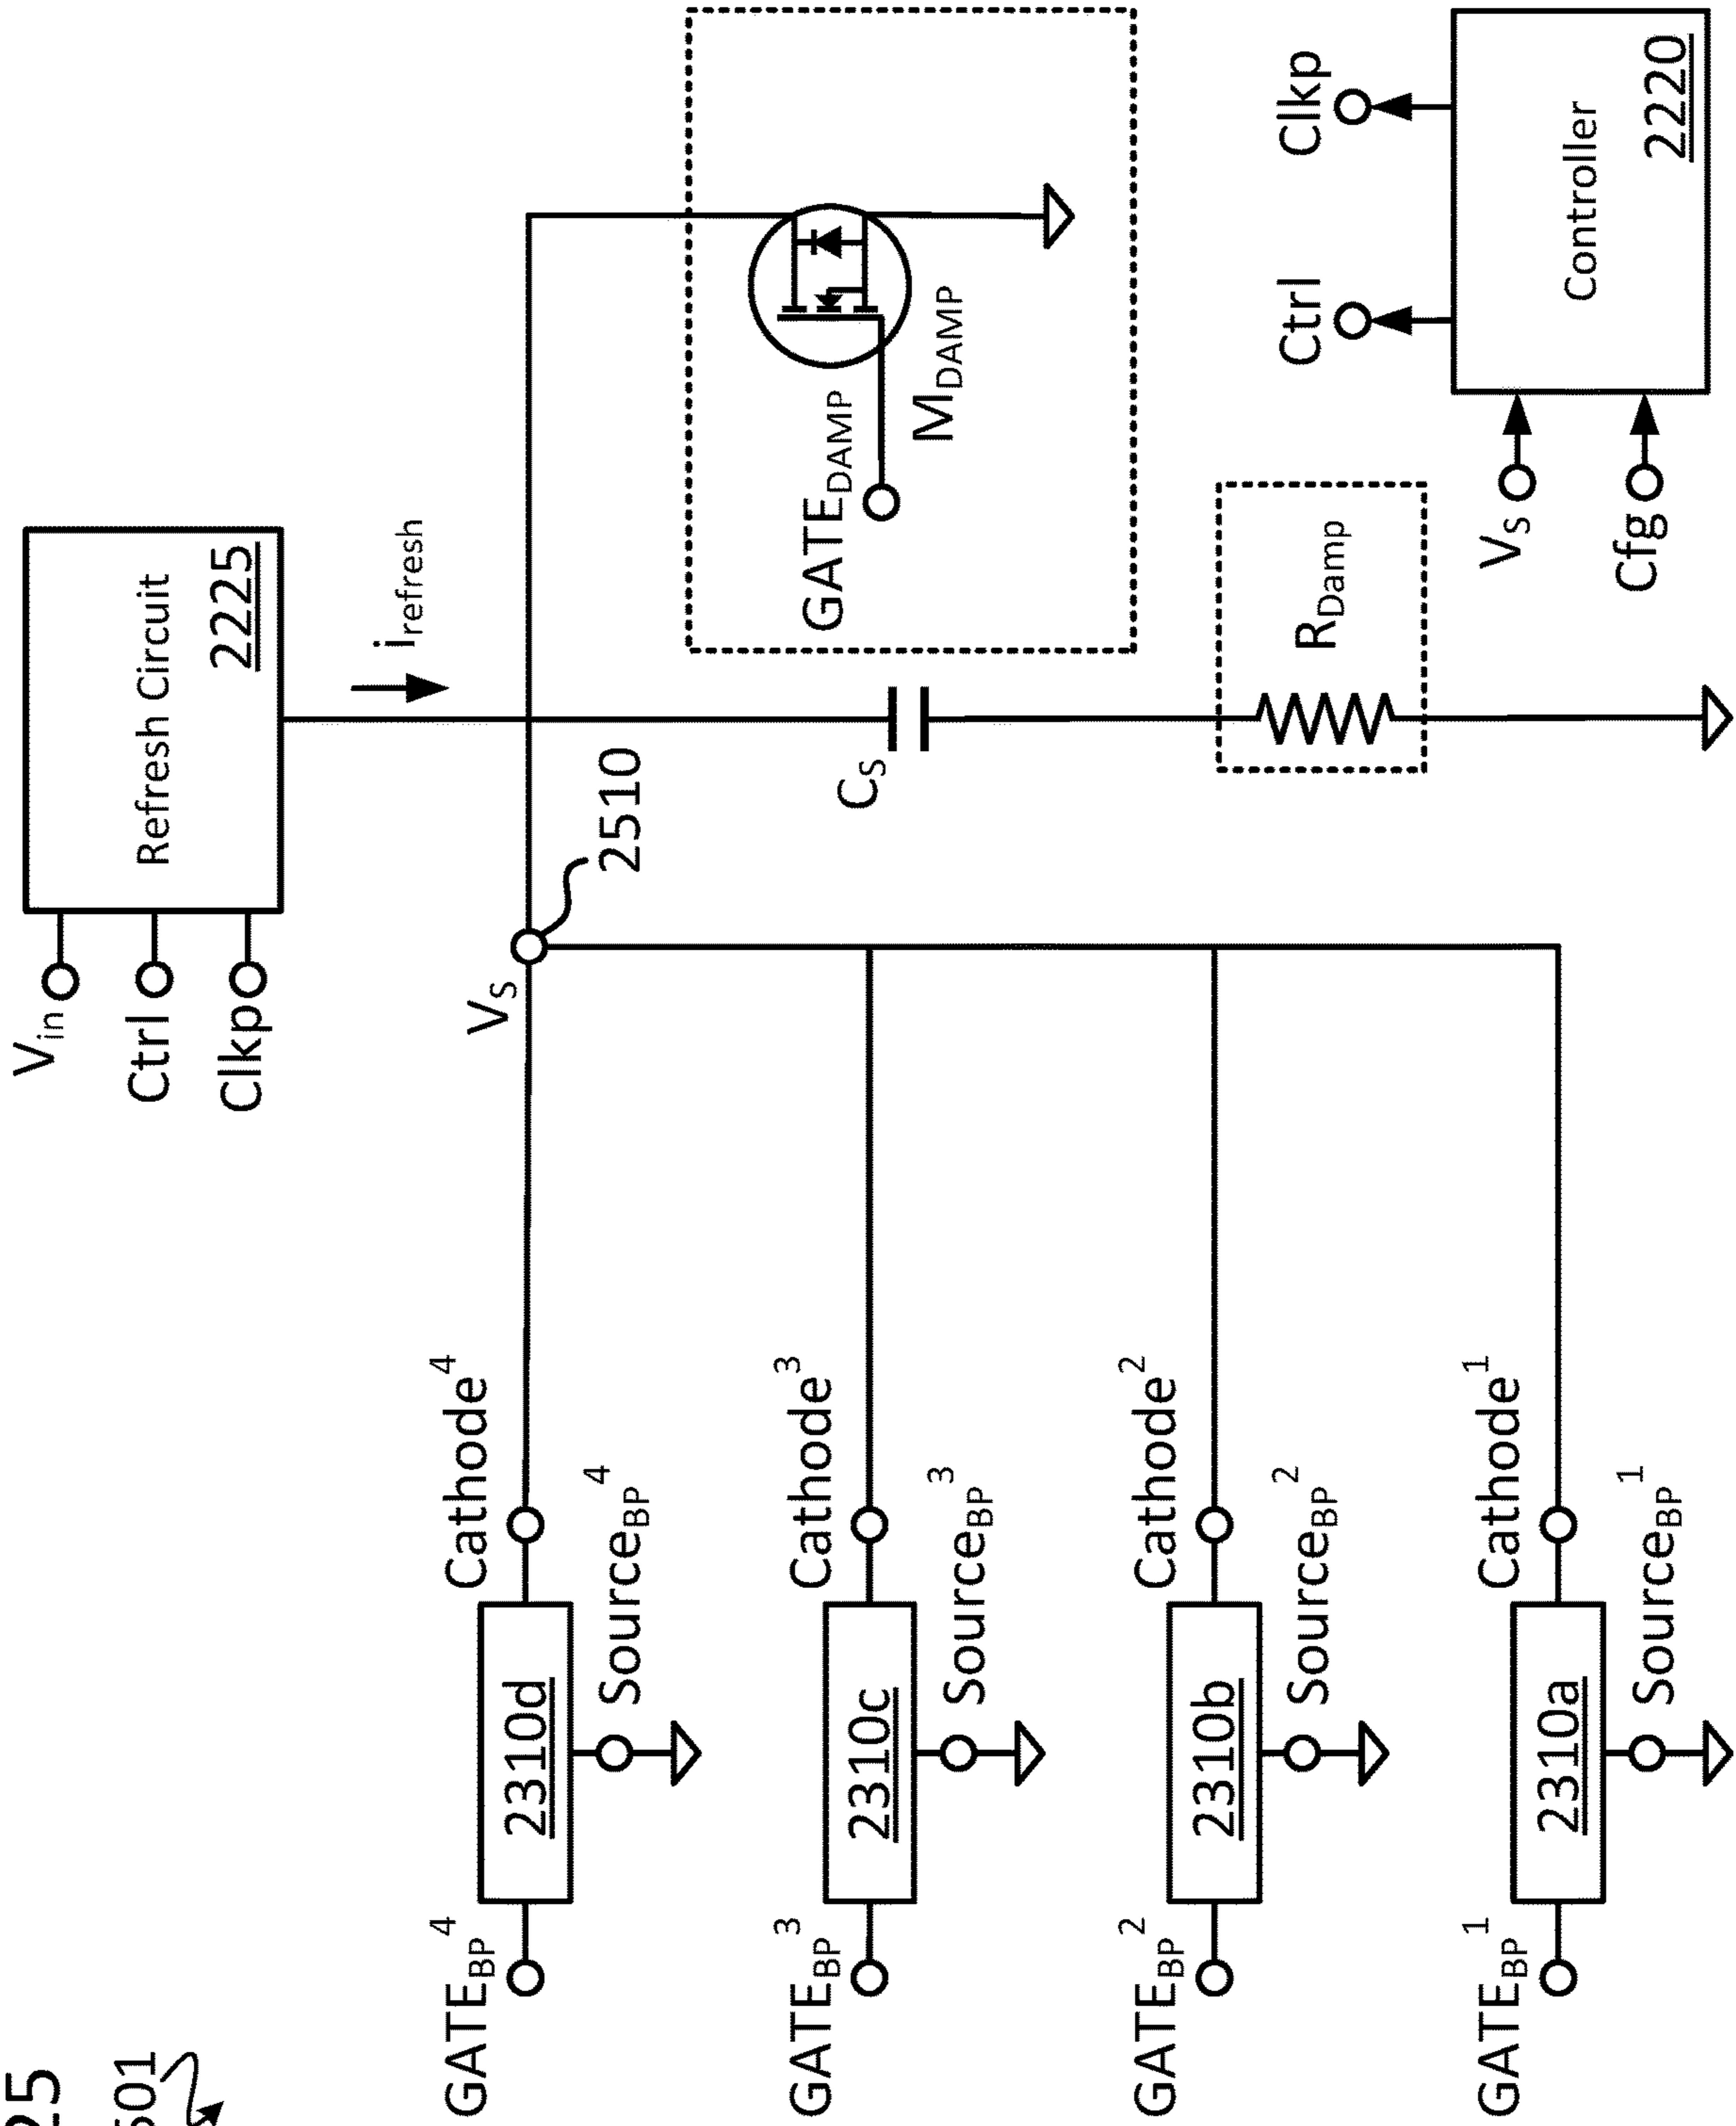 25
501
V_in
Ctrl
Clkp
Refresh Circuit
2225
i_refresh
V_S
2510
GATE_BP^4
2310d
Cathode^4
Source_BP^4
GATE_BP^3
2310c
Cathode^3
Source_BP^3
GATE_BP^2
2310b
Cathode^2
Source_BP^2
GATE_BP^1
2310a
Cathode^1
Source_BP^1
C_S
R_Damp
GATE_DAMP
M_DAMP
V_S
Cfg
Ctrl
Clkp
Controller
2220